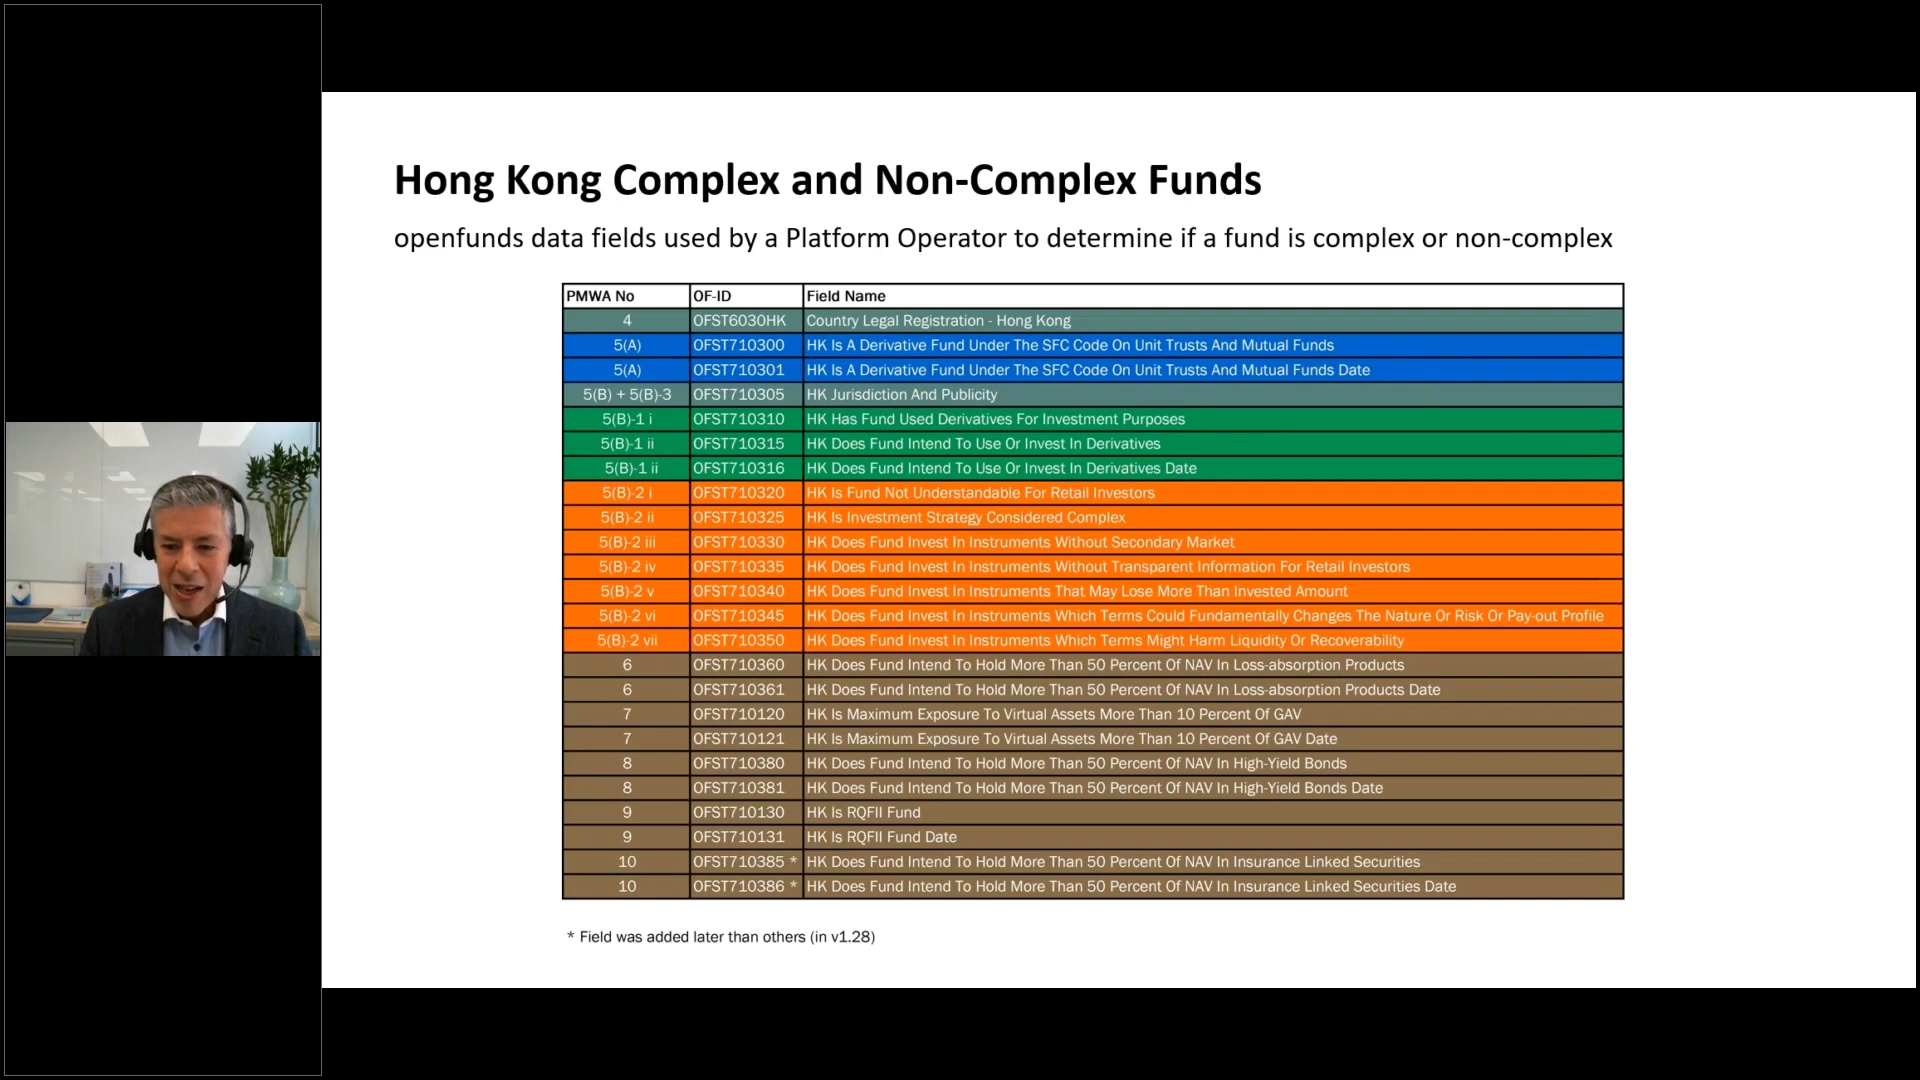 Hong Kong Complex and Non-Complex Funds
openfunds data fields used by a Platform Operator to determine if a fund is complex or non-complex
PMWA No OF-ID Field Name
4 OFST6030HK Country Legal Registration - Hong Kong
5(A) OFST710300 HK Is A Derivative Fund Under The SFC Code On Unit Trusts And Mutual Funds
5(A) OFST710301 HK Is A Derivative Fund Under The SFC Code On Unit Trusts And Mutual Funds Date
5(B) + 5(B)-3 OFST710305 HK Jurisdiction And Publicity
5(B)-1 i OFST710310 HK Has Fund Used Derivatives For Investment Purposes
5(B)-1 ii OFST710315 HK Does Fund Intend To Use Or Invest In Derivatives
5(B)-1 ii OFST710316 HK Does Fund Intend To Use Or Invest In Derivatives Date
5(B)-2 i OFST710320 HK Is Fund Not Understandable For Retail Investors
5(B)-2 ii OFST710325 HK Is Investment Strategy Considered Complex
5(B)-2 iii OFST710330 HK Does Fund Invest In Instruments Without Secondary Market
5(B)-2 iv OFST710335 HK Does Fund Invest In Instruments Without Transparent Information For Retail Investors
5(B)-2 v OFST710340 HK Does Fund Invest In Instruments That May Lose More Than Invested Amount
5(B)-2 vi OFST710345 HK Does Fund Invest In Instruments Which Terms Could Fundamentally Changes The Nature Or Risk Or Pay-out Profile
5(B)-2 vii OFST710350 HK Does Fund Invest In Instruments Which Terms Might Harm Liquidity Or Recoverability
6 OFST710360 HK Does Fund Intend To Hold More Than 50 Percent Of NAV In Loss-absorption Products
6 OFST710361 HK Does Fund Intend To Hold More Than 50 Percent Of NAV In Loss-absorption Products Date
7 OFST710120 HK Is Maximum Exposure To Virtual Assets More Than 10 Percent Of GAV
7 OFST710121 HK Is Maximum Exposure To Virtual Assets More Than 10 Percent Of GAV Date
8 OFST710380 HK Does Fund Intend To Hold More Than 50 Percent Of NAV In High-Yield Bonds
8 OFST710381 HK Does Fund Intend To Hold More Than 50 Percent Of NAV In High-Yield Bonds Date
9 OFST710130 HK Is RQFII Fund
9 OFST710131 HK Is RQFII Fund Date
10 OFST710385 * HK Does Fund Intend To Hold More Than 50 Percent Of NAV In Insurance Linked Securities
10 OFST710386 * HK Does Fund Intend To Hold More Than 50 Percent Of NAV In Insurance Linked Securities Date
* Field was added later than others (in v1.28)